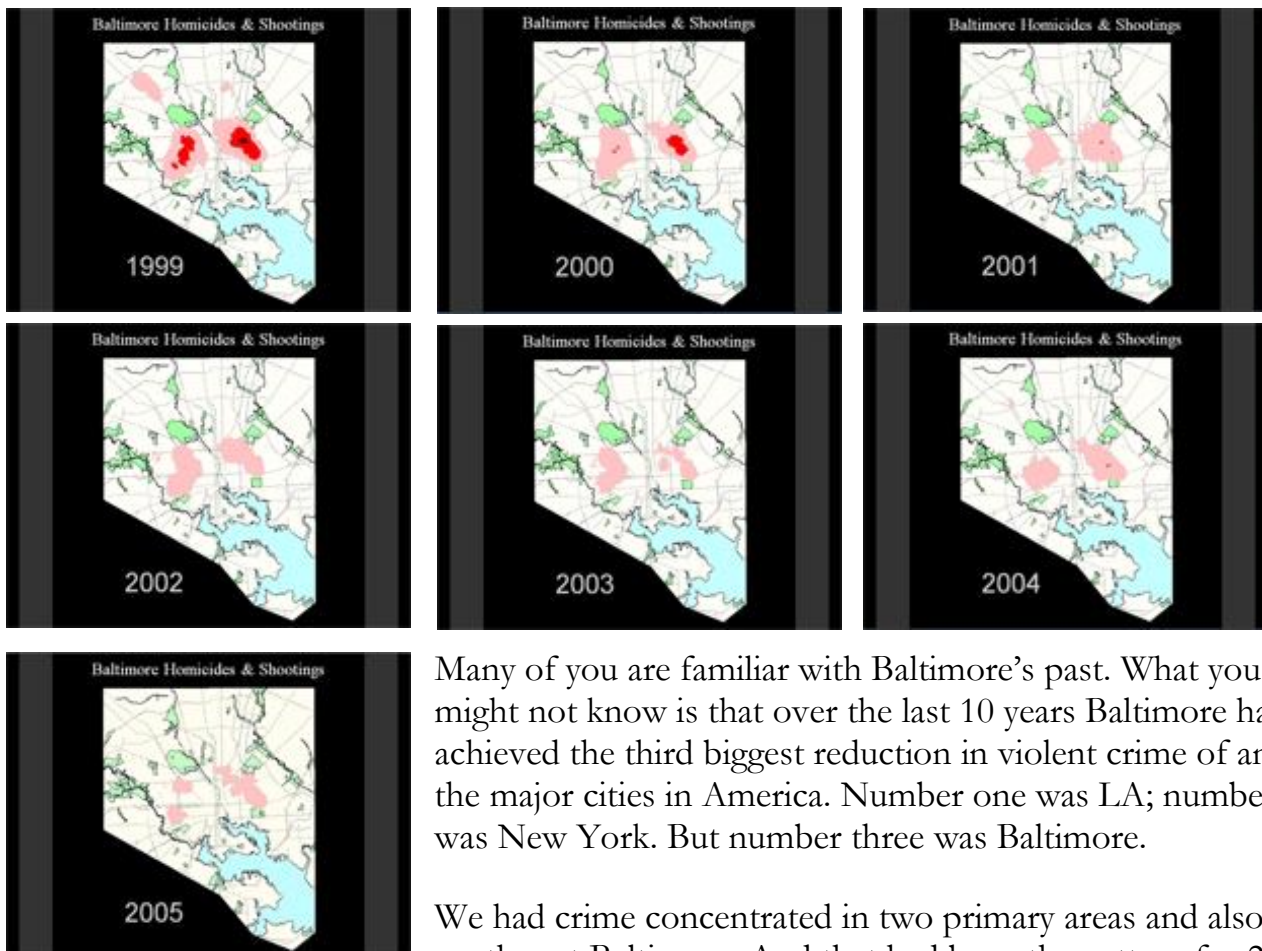 Baltimore Homicides & Shootings
1999
Baltimore Homicides & Shootings
2000
Baltimore Homicides & Shootings
2001
Baltimore Homicides & Shootings
2002
Baltimore Homicides & Shootings
2003
Baltimore Homicides & Shootings
2004
Baltimore Homicides & Shootings
2005
Many of you are familiar with Baltimore’s past. What you
might not know is that over the last 10 years Baltimore ha
achieved the third biggest reduction in violent crime of an
the major cities in America. Number one was LA; numbe
was New York. But number three was Baltimore.
We had crime concentrated in two primary areas and also